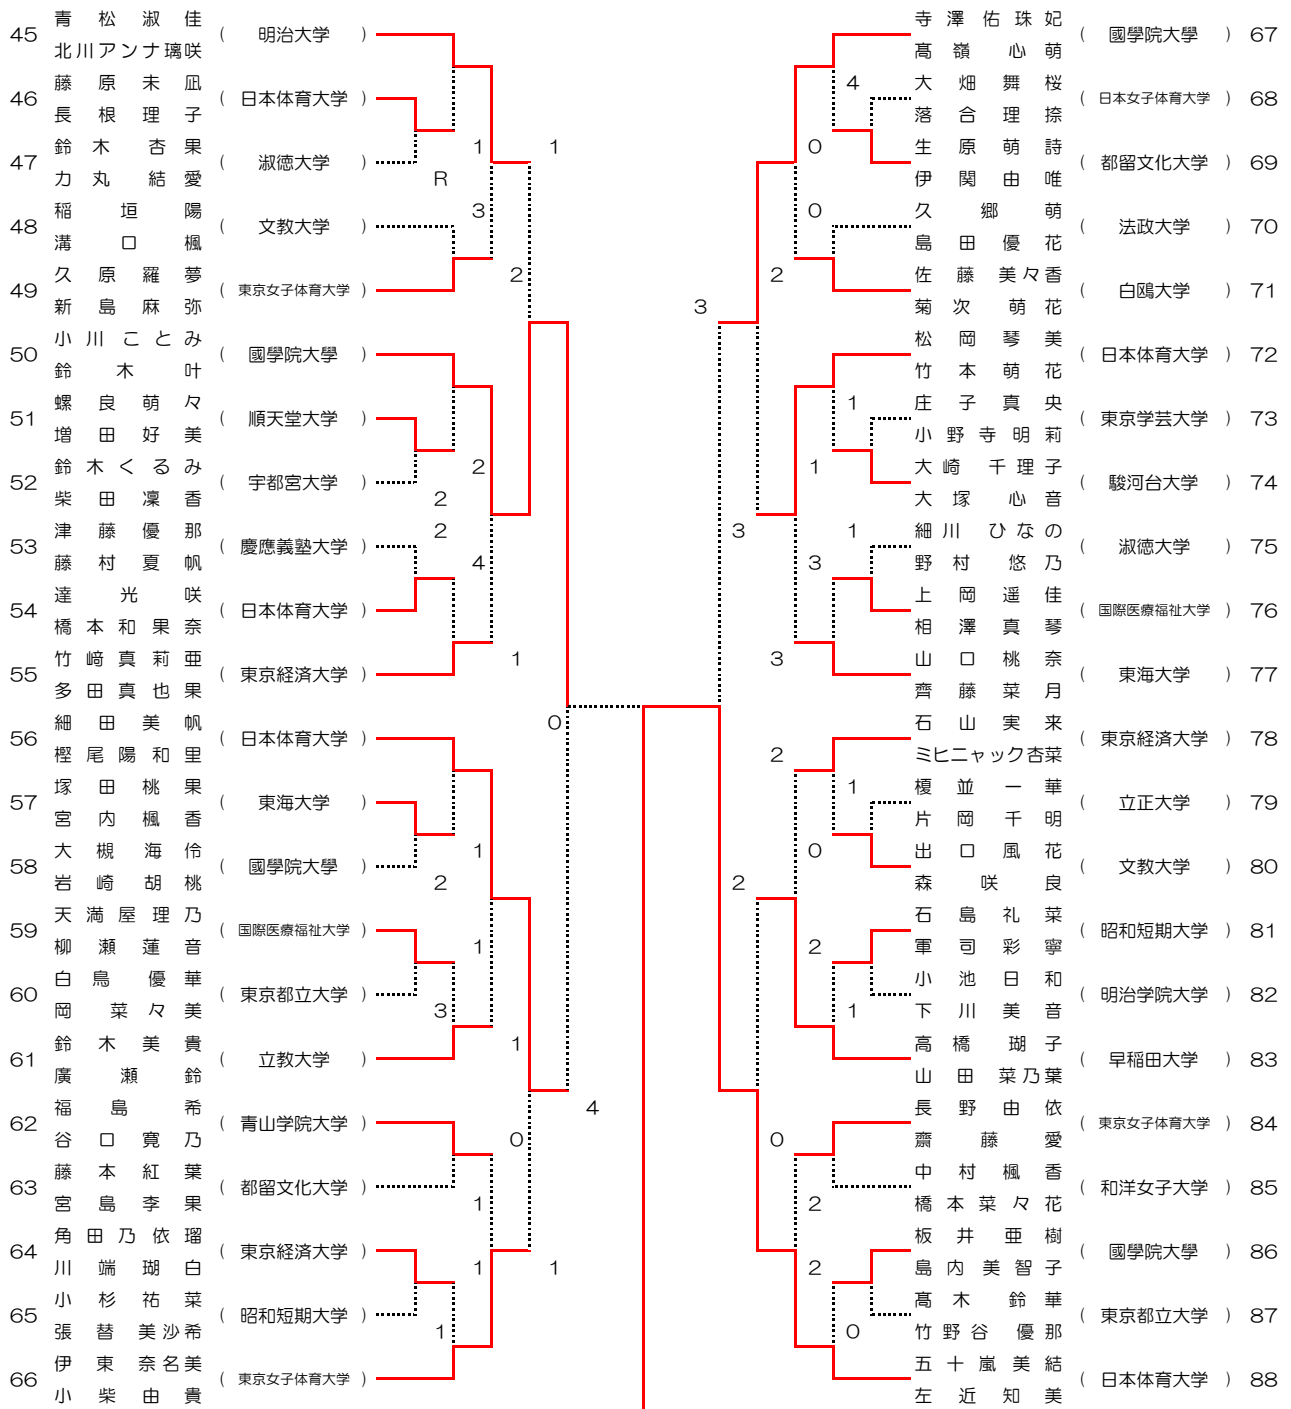 45 青松淑佳 北川アンナ璃咲 ( 明治大学 )
46 藤原未凪 長根理子 ( 日本体育大学 )
47 鈴木杏果 力丸結愛 ( 淑徳大学 )
48 稲垣陽 溝口楓 ( 文教大学 )
49 久原羅夢 新島麻弥 ( 東京女子体育大学 )
50 小川ことみ 鈴木叶 ( 國學院大學 )
51 螺良萌々 増田好美 ( 順天堂大学 )
52 鈴木くるみ 柴田凜香 ( 宇都宮大学 )
53 津藤優那 藤村夏帆 ( 慶應義塾大学 )
54 達光咲 橋本和果奈 ( 日本体育大学 )
55 竹﨑真莉亜 多田真也果 ( 東京経済大学 )
56 細田美帆 樫尾陽和里 ( 日本体育大学 )
57 塚田桃果 宮内楓香 ( 東海大学 )
58 大槻海伶 岩崎胡桃 ( 國學院大學 )
59 天満屋理乃 柳瀬蓮音 ( 国際医療福祉大学 )
60 白鳥優華 岡菜々美 ( 東京都立大学 )
61 鈴木美貴 廣瀬鈴 ( 立教大学 )
62 福島希 谷口寛乃 ( 青山学院大学 )
63 藤本紅葉 宮島李果 ( 都留文化大学 )
64 角田乃依瑠 川端瑚白 ( 東京経済大学 )
65 小杉祐菜 張替美沙希 ( 昭和短期大学 )
66 伊東奈名美 小柴由貴 ( 東京女子体育大学 )
1
1
R
3
2
2
2
2
4
1
0
1
2
1
3
1
4
0
1
1
1
1
寺澤佑珠妃 髙嶺心萌 ( 國學院大學 ) 67
大畑舞桜 落合理捺 ( 日本女子体育大学 ) 68
生原萌詩 伊関由唯 ( 都留文化大学 ) 69
久郷萌 島田優花 ( 法政大学 ) 70
佐藤美々香 菊次萌花 ( 白鴎大学 ) 71
松岡琴美 竹本萌花 ( 日本体育大学 ) 72
庄子真央 小野寺明莉 ( 東京学芸大学 ) 73
大崎千理子 大塚心音 ( 駿河台大学 ) 74
細川ひなの 野村悠乃 ( 淑徳大学 ) 75
上岡遥佳 相澤真琴 ( 国際医療福祉大学 ) 76
山口桃奈 齊藤菜月 ( 東海大学 ) 77
石山実来 ミヒニャック杏菜 ( 東京経済大学 ) 78
榎並一華 片岡千明 ( 立正大学 ) 79
出口風花 森咲良 ( 文教大学 ) 80
石島礼菜 軍司彩寧 ( 昭和短期大学 ) 81
小池日和 下川美音 ( 明治学院大学 ) 82
高橋瑚子 山田菜乃葉 ( 早稲田大学 ) 83
長野由依 齋藤愛 ( 東京女子体育大学 ) 84
中村楓香 橋本菜々花 ( 和洋女子大学 ) 85
板井亜樹 島内美智子 ( 國學院大學 ) 86
髙木鈴華 竹野谷優那 ( 東京都立大学 ) 87
五十嵐美結 左近知美 ( 日本体育大学 ) 88
4
0
0
2
3
1
1
3
1
3
3
2
1
0
2
2
1
0
2
2
0